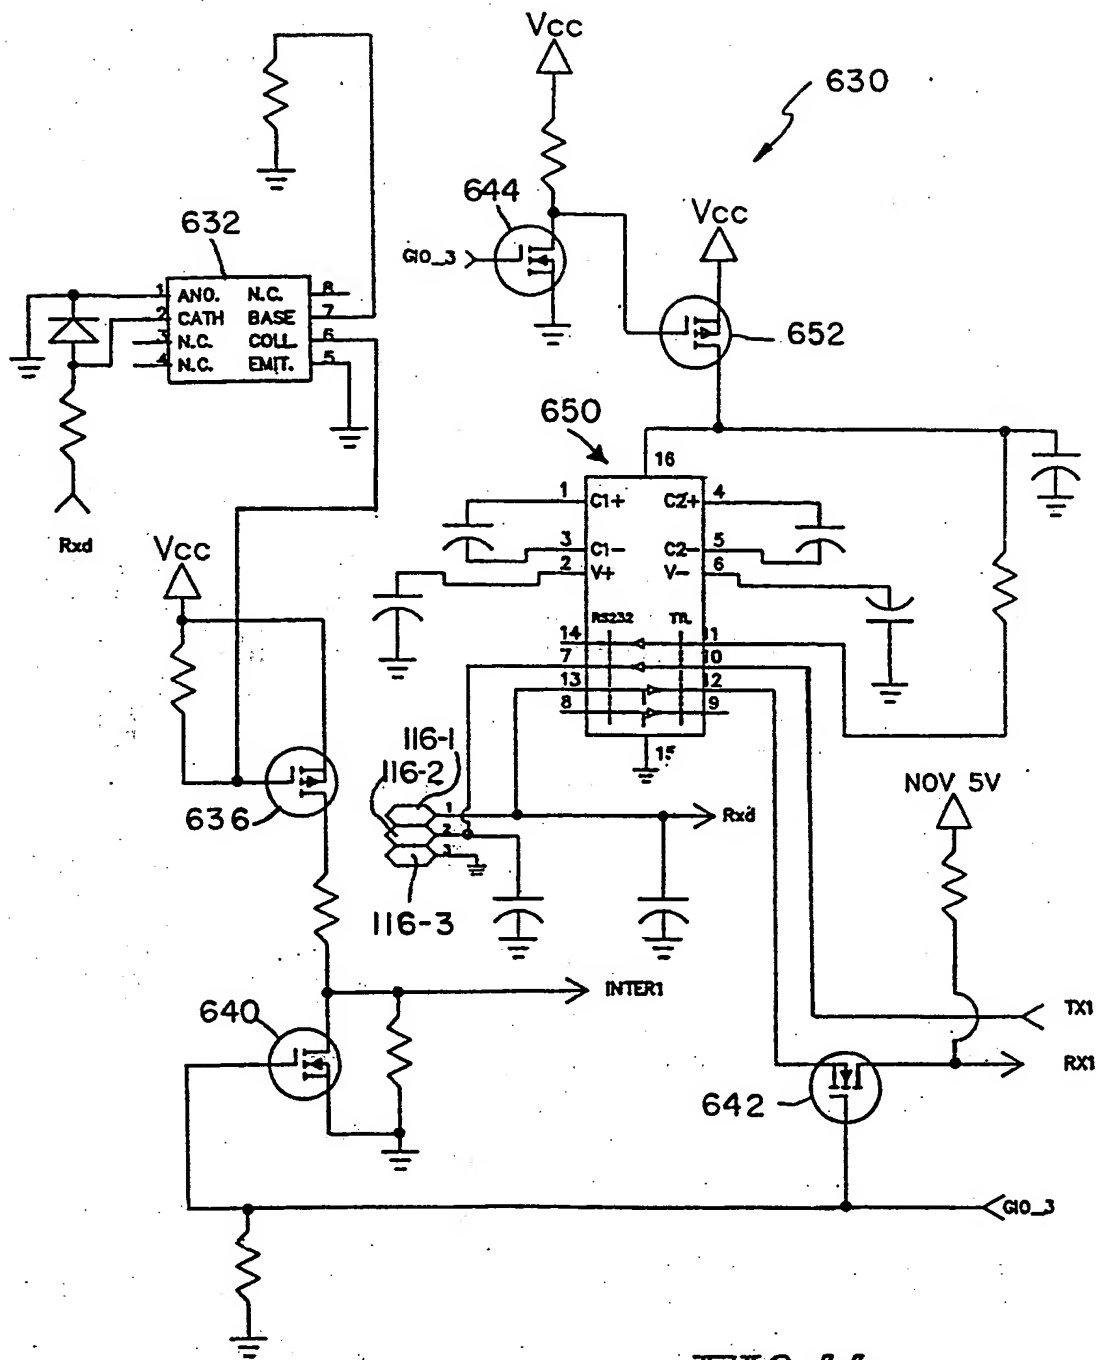 Vcc
630
644
GIO_3
Vcc
652
632
1 ANO. N.C. 8
2 CATH BASE 7
3 N.C. COLL. 6
4 N.C. EMIT. 5
Rxd
650
16
1 C1+ C2+ 4
3 C1- C2- 5
2 V+ V- 6
RS232 TTL
14 11
7 10
13 12
8 9
15
Vcc
636
116-1
116-2
1
2
3
116-3
Rxd
NOV 5V
INTER1
640
TX1
RX1
642
GIO_3